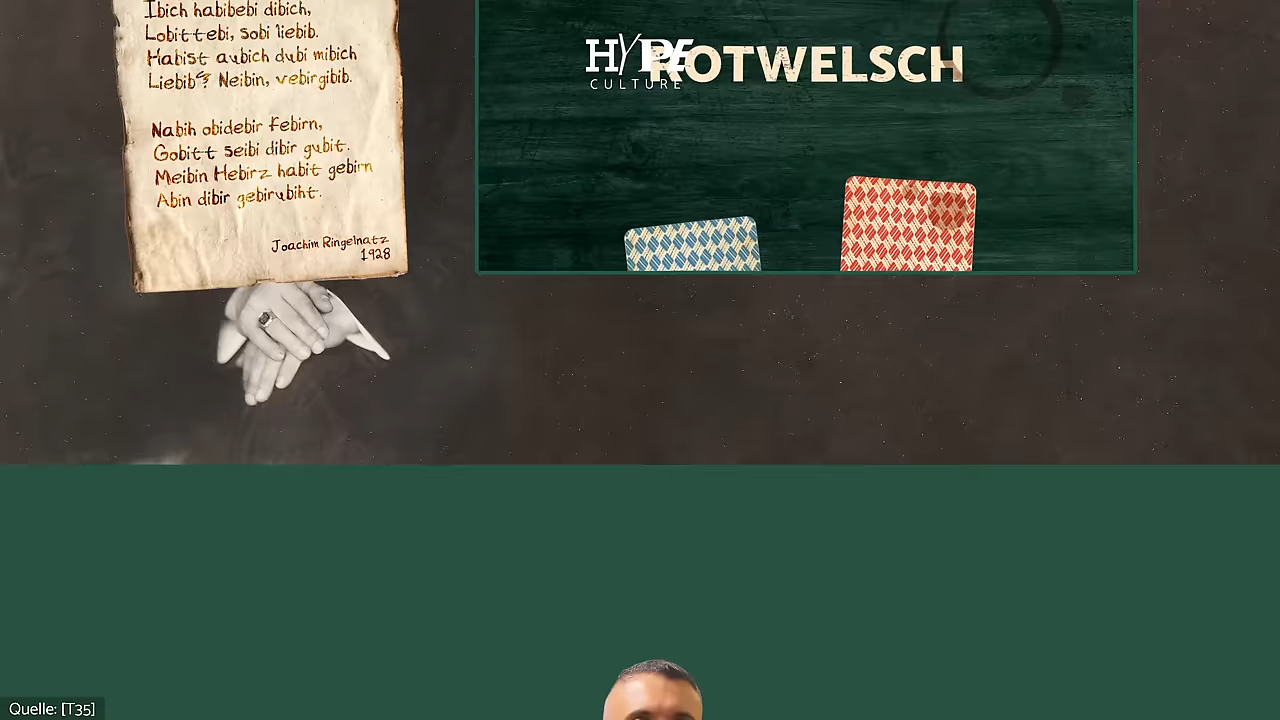 Ibich habibebi dibich,
Lobittebi, sobi liebib.
Habist aubich dubi mibich
Liebib? Neibin, vebirgibib.
Nabih obidebir febirn,
Gobitt seibi dibir gubit.
Meibin Hebirz habit gebirn
Abin dibir gebirubiht.
Joachim Ringelnatz
1928
HYPE
CULTURE
ROTWELSCH
Quelle: [T35]